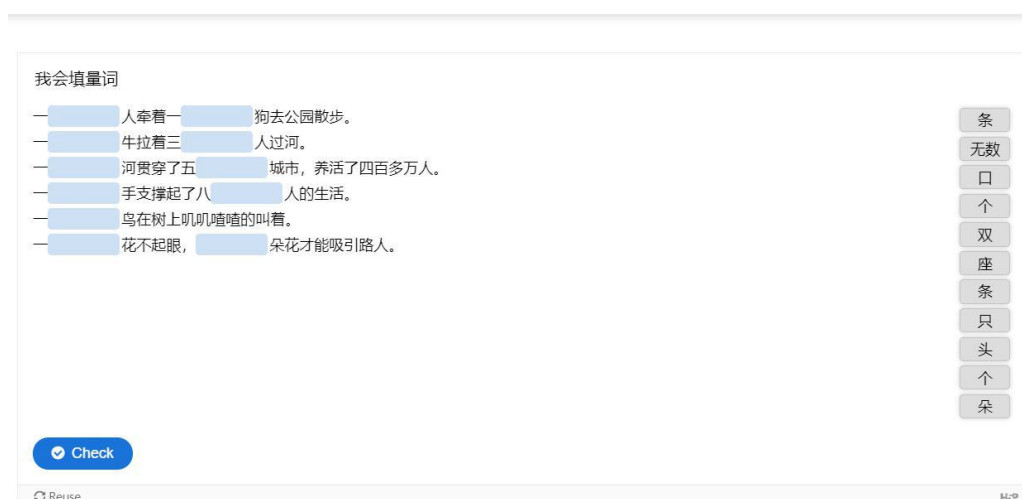 我会填量词
一 人牵着一 狗去公园散步。
一 牛拉着三 人过河。
一 河贯穿了五 城市，养活了四百多万人。
一 手支撑起了八 人的生活。
一 鸟在树上叽叽喳喳的叫着。
一 花不起眼， 朵花才能吸引路人。
条
无数
口
个
双
座
条
只
头
个
朵
Check
Reuse